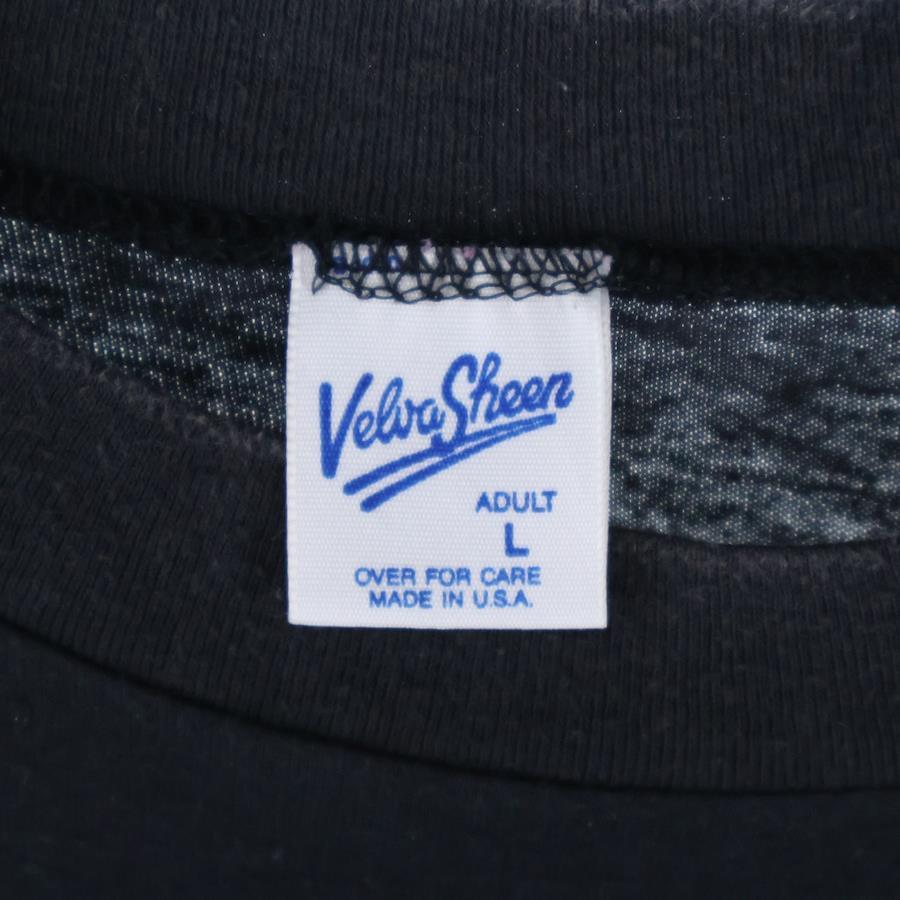 Velva Sheen
ADULT
L
OVER FOR CARE
MADE IN U.S.A.